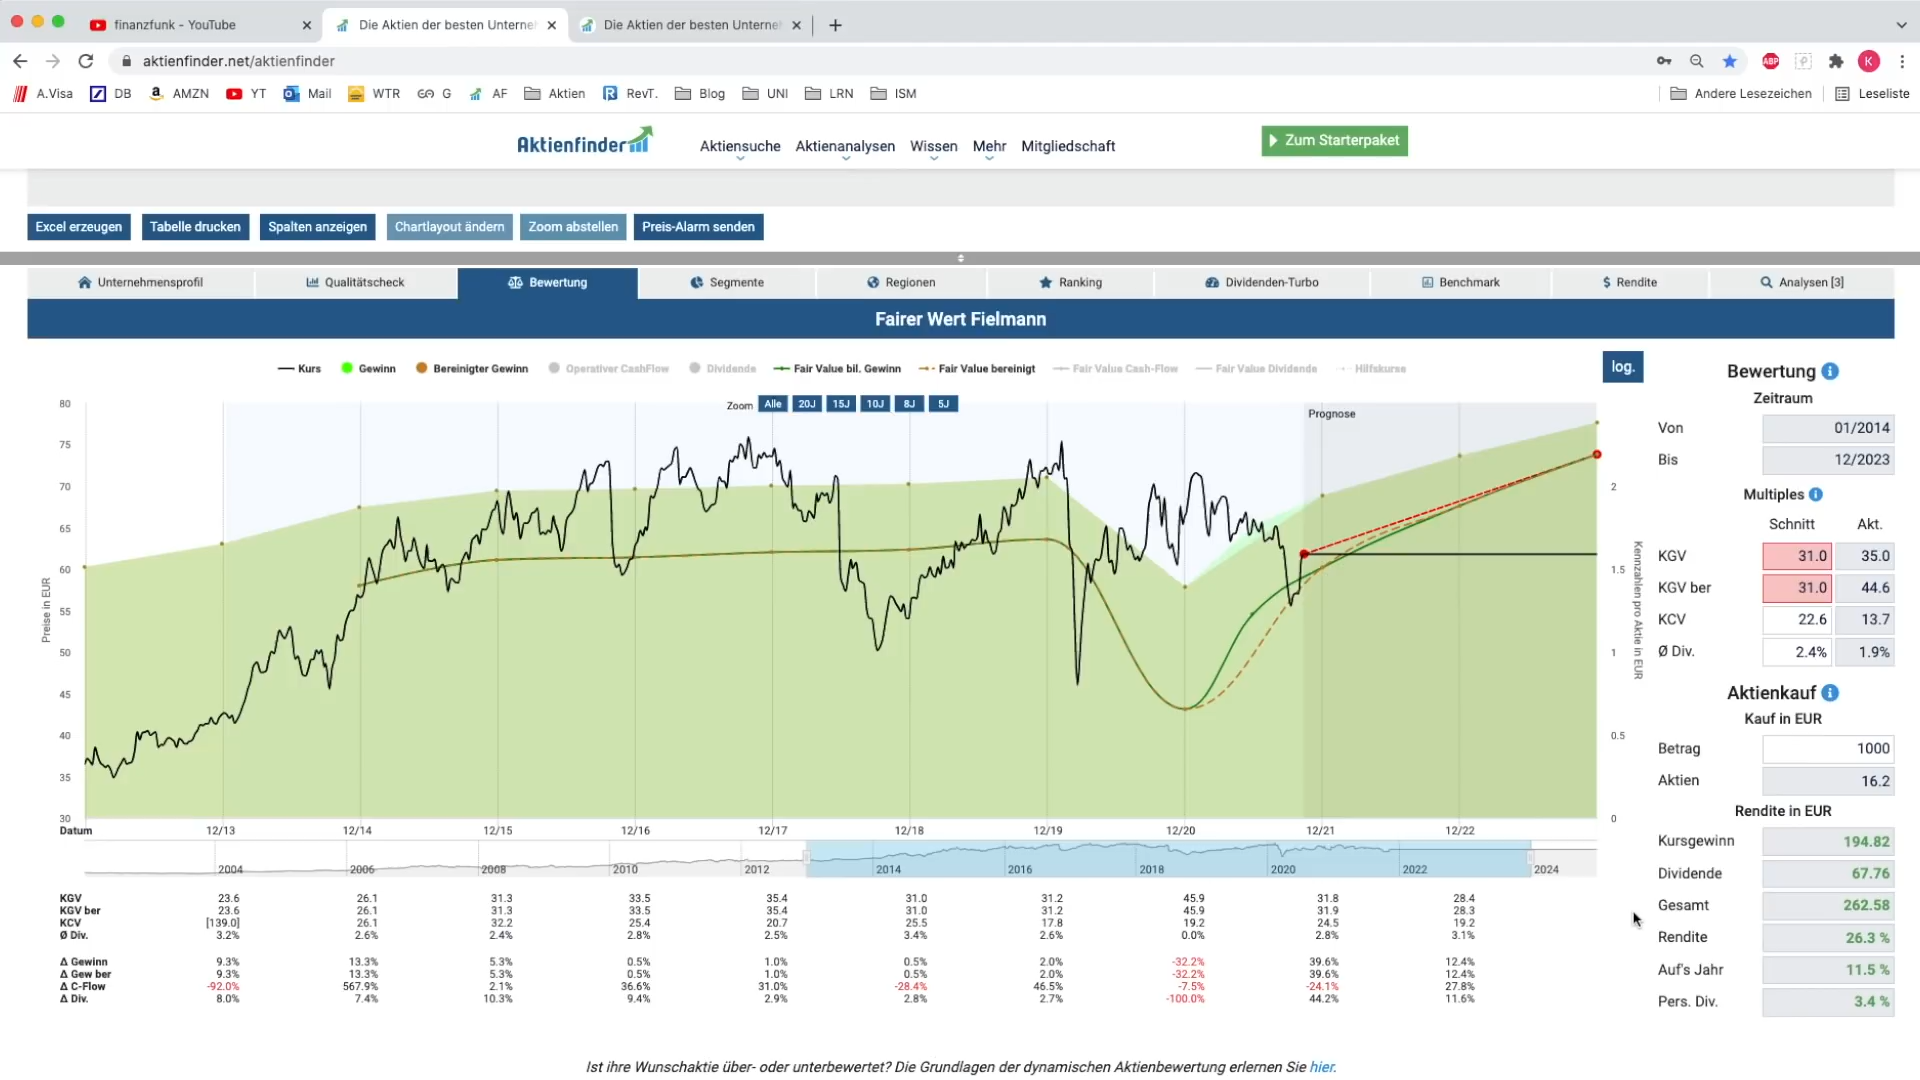 finanzfunk - YouTube
Die Aktien der besten Unterne
Die Aktien der besten Unterne
aktienfinder.net/aktienfinder
ABP
K
A.Visa DB AMZN YT Mail WTR G AF Aktien RevT. Blog UNI LRN ISM Andere Lesezeichen Leseliste
Aktienfinder Aktiensuche Aktienanalysen Wissen Mehr Mitgliedschaft Zum Starterpaket
Excel erzeugen Tabelle drucken Spalten anzeigen Chartlayout ändern Zoom abstellen Preis-Alarm senden
Unternehmensprofil Qualitätscheck Bewertung Segmente Regionen Ranking Dividenden-Turbo Benchmark Rendite Analysen [3]
Fairer Wert Fielmann
Kurs Gewinn Bereinigter Gewinn Operativer CashFlow Dividende Fair Value bil. Gewinn Fair Value bereinigt Fair Value Cash-Flow Fair Value Dividende Hilfskurse
log.
Zoom Alle 20J 15J 10J 8J 5J
Prognose
Preise in EUR
80
75
70
65
60
55
50
45
40
35
30
Kennzahlen pro Aktie in EUR
2
1.5
1
0.5
0
Datum 12/13 12/14 12/15 12/16 12/17 12/18 12/19 12/20 12/21 12/22
2004 2006 2008 2010 2012 2014 2016 2018 2020 2022 2024
KGV 23.6 26.1 31.3 33.5 35.4 31.0 31.2 45.9 31.8 28.4
KGV ber 23.6 26.1 31.3 33.5 35.4 31.0 31.2 45.9 31.9 28.3
KCV [139.0] 26.1 32.2 25.4 20.7 25.5 17.8 19.2 24.5 19.2
Ø Div. 3.2% 2.6% 2.4% 2.8% 2.5% 3.4% 2.6% 0.0% 2.8% 3.1%
Δ Gewinn 9.3% 13.3% 5.3% 0.5% 1.0% 0.5% 2.0% -32.2% 39.6% 12.4%
Δ Gew ber 9.3% 13.3% 5.3% 0.5% 1.0% 0.5% 2.0% -32.2% 39.6% 12.4%
Δ C-Flow -92.0% 567.9% 2.1% 36.6% 31.0% -28.4% 46.5% -7.5% -24.1% 27.8%
Δ Div. 8.0% 7.4% 10.3% 9.4% 2.9% 2.8% 2.7% -100.0% 44.2% 11.6%
Bewertung
Zeitraum
Von 01/2014
Bis 12/2023
Multiples
Schnitt Akt.
KGV 31.0 35.0
KGV ber 31.0 44.6
KCV 22.6 13.7
Ø Div. 2.4% 1.9%
Aktienkauf
Kauf in EUR
Betrag 1000
Aktien 16.2
Rendite in EUR
Kursgewinn 194.82
Dividende 67.76
Gesamt 262.58
Rendite 26.3 %
Auf's Jahr 11.5 %
Pers. Div. 3.4 %
Ist ihre Wunschaktie über- oder unterbewertet? Die Grundlagen der dynamischen Aktienbewertung erlernen Sie hier.